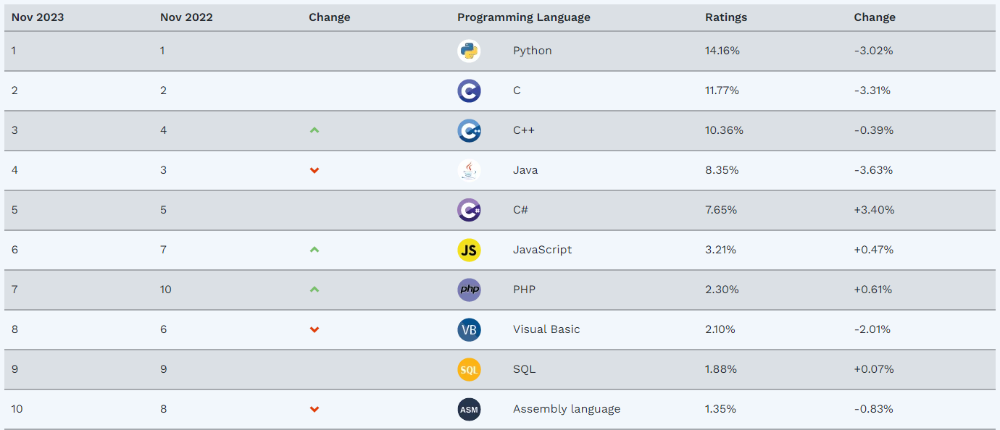 Nov 2023 Nov 2022 Change Programming Language Ratings Change
1 1 Python 14.16% -3.02%
2 2 C C 11.77% -3.31%
3 4 C++ C++ 10.36% -0.39%
4 3 Java 8.35% -3.63%
5 5 C# C# 7.65% +3.40%
6 7 JS JavaScript 3.21% +0.47%
7 10 php PHP 2.30% +0.61%
8 6 VB Visual Basic 2.10% -2.01%
9 9 SQL SQL 1.88% +0.07%
10 8 ASM Assembly language 1.35% -0.83%